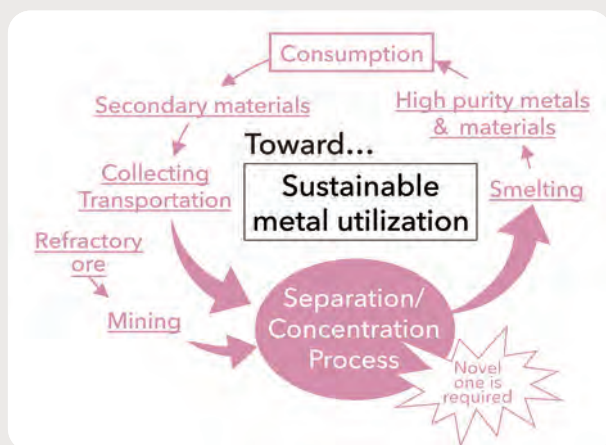 Consumption
Secondary materials
High purity metals
& materials
Toward...
Collecting
Transportation
Sustainable
metal utilization
Smelting
Refractory
ore
Mining
Separation/
Concentration
Process
Novel
one is
required